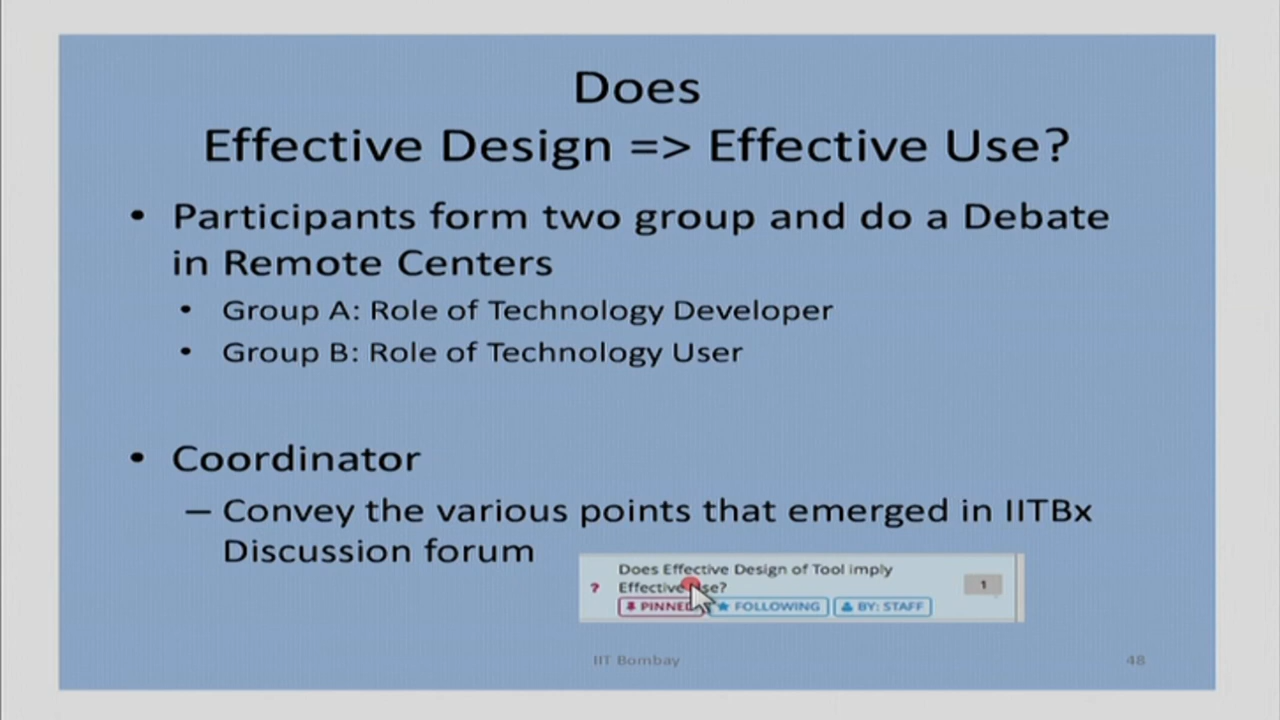 Does
Effective Design => Effective Use?
• Participants form two group and do a Debate
in Remote Centers
• Group A: Role of Technology Developer
• Group B: Role of Technology User
• Coordinator
– Convey the various points that emerged in IITBx
Discussion forum
Does Effective Design of Tool imply
? Effective Use? 1
PINNED FOLLOWING BY: STAFF
IIT Bombay 48